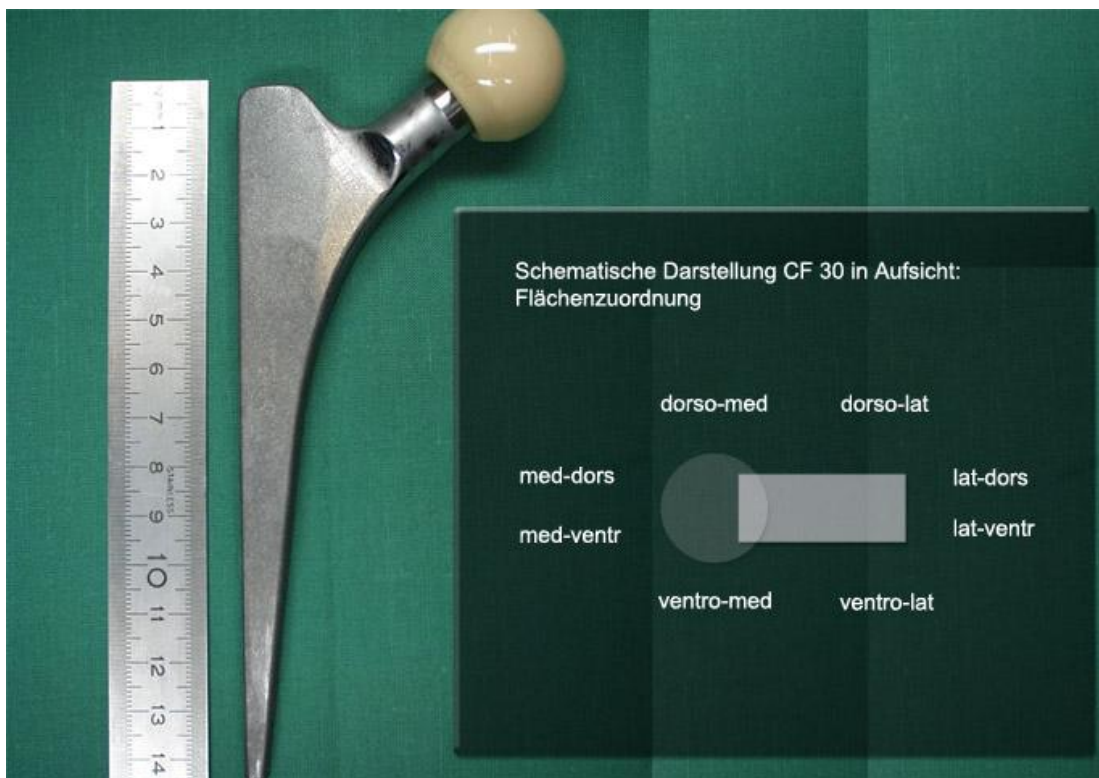 1
2
3
4
5
6
7
8
STAINLESS
9
10
11
12
13
14
Schematische Darstellung CF 30 in Aufsicht:
Flächenzuordnung
dorso-med dorso-lat
med-dors lat-dors
med-ventr lat-ventr
ventro-med ventro-lat